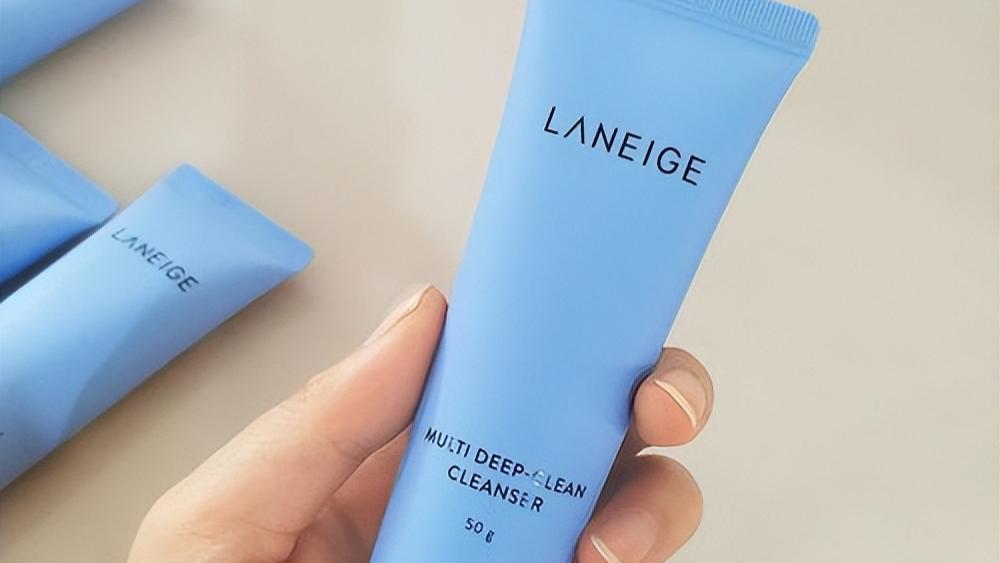 LANEIGE
MULTI DEEP-CLEAN
CLEANSER
50 g
LANEIGE